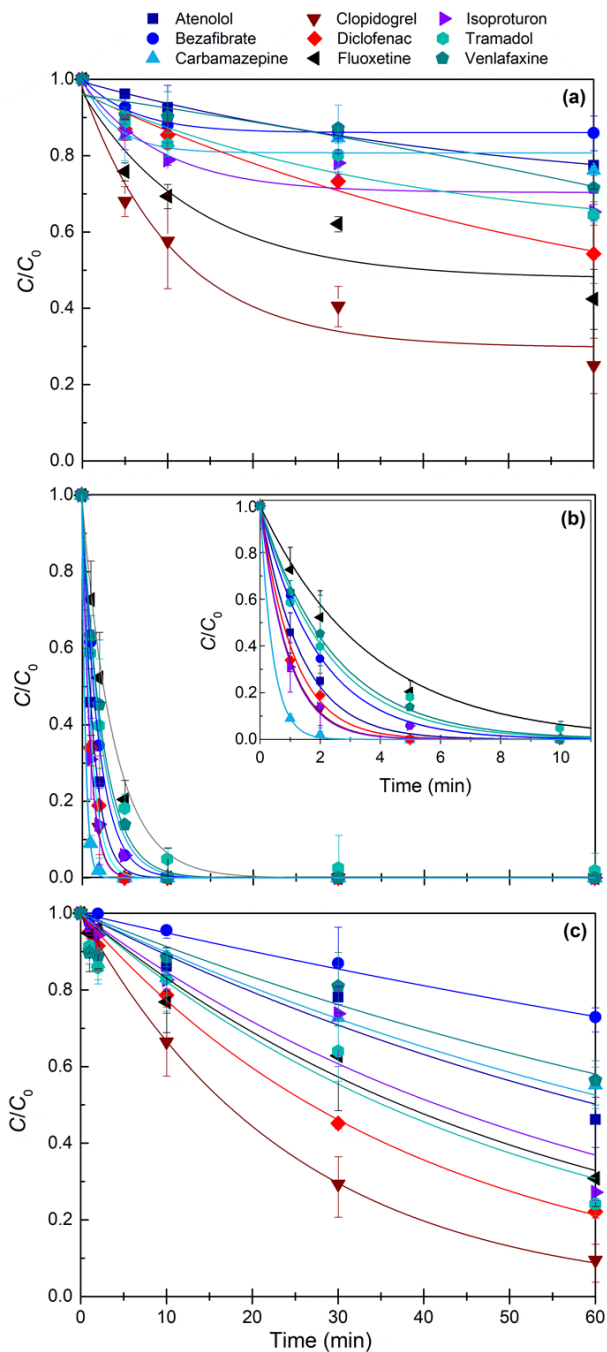 Atenolol Clopidogrel Isoproturon
Bezafibrate Diclofenac Tramadol
Carbamazepine Fluoxetine Venlafaxine
(a)
1.0
0.8
0.6
0.4
0.2
0.0
C/C0
(b)
1.0
0.8
0.6
0.4
0.2
0.0
C/C0
1.0
0.8
0.6
0.4
0.2
0.0
C/C0
0 2 4 6 8 10
Time (min)
(c)
1.0
0.8
0.6
0.4
0.2
0.0
C/C0
0 10 20 30 40 50 60
Time (min)